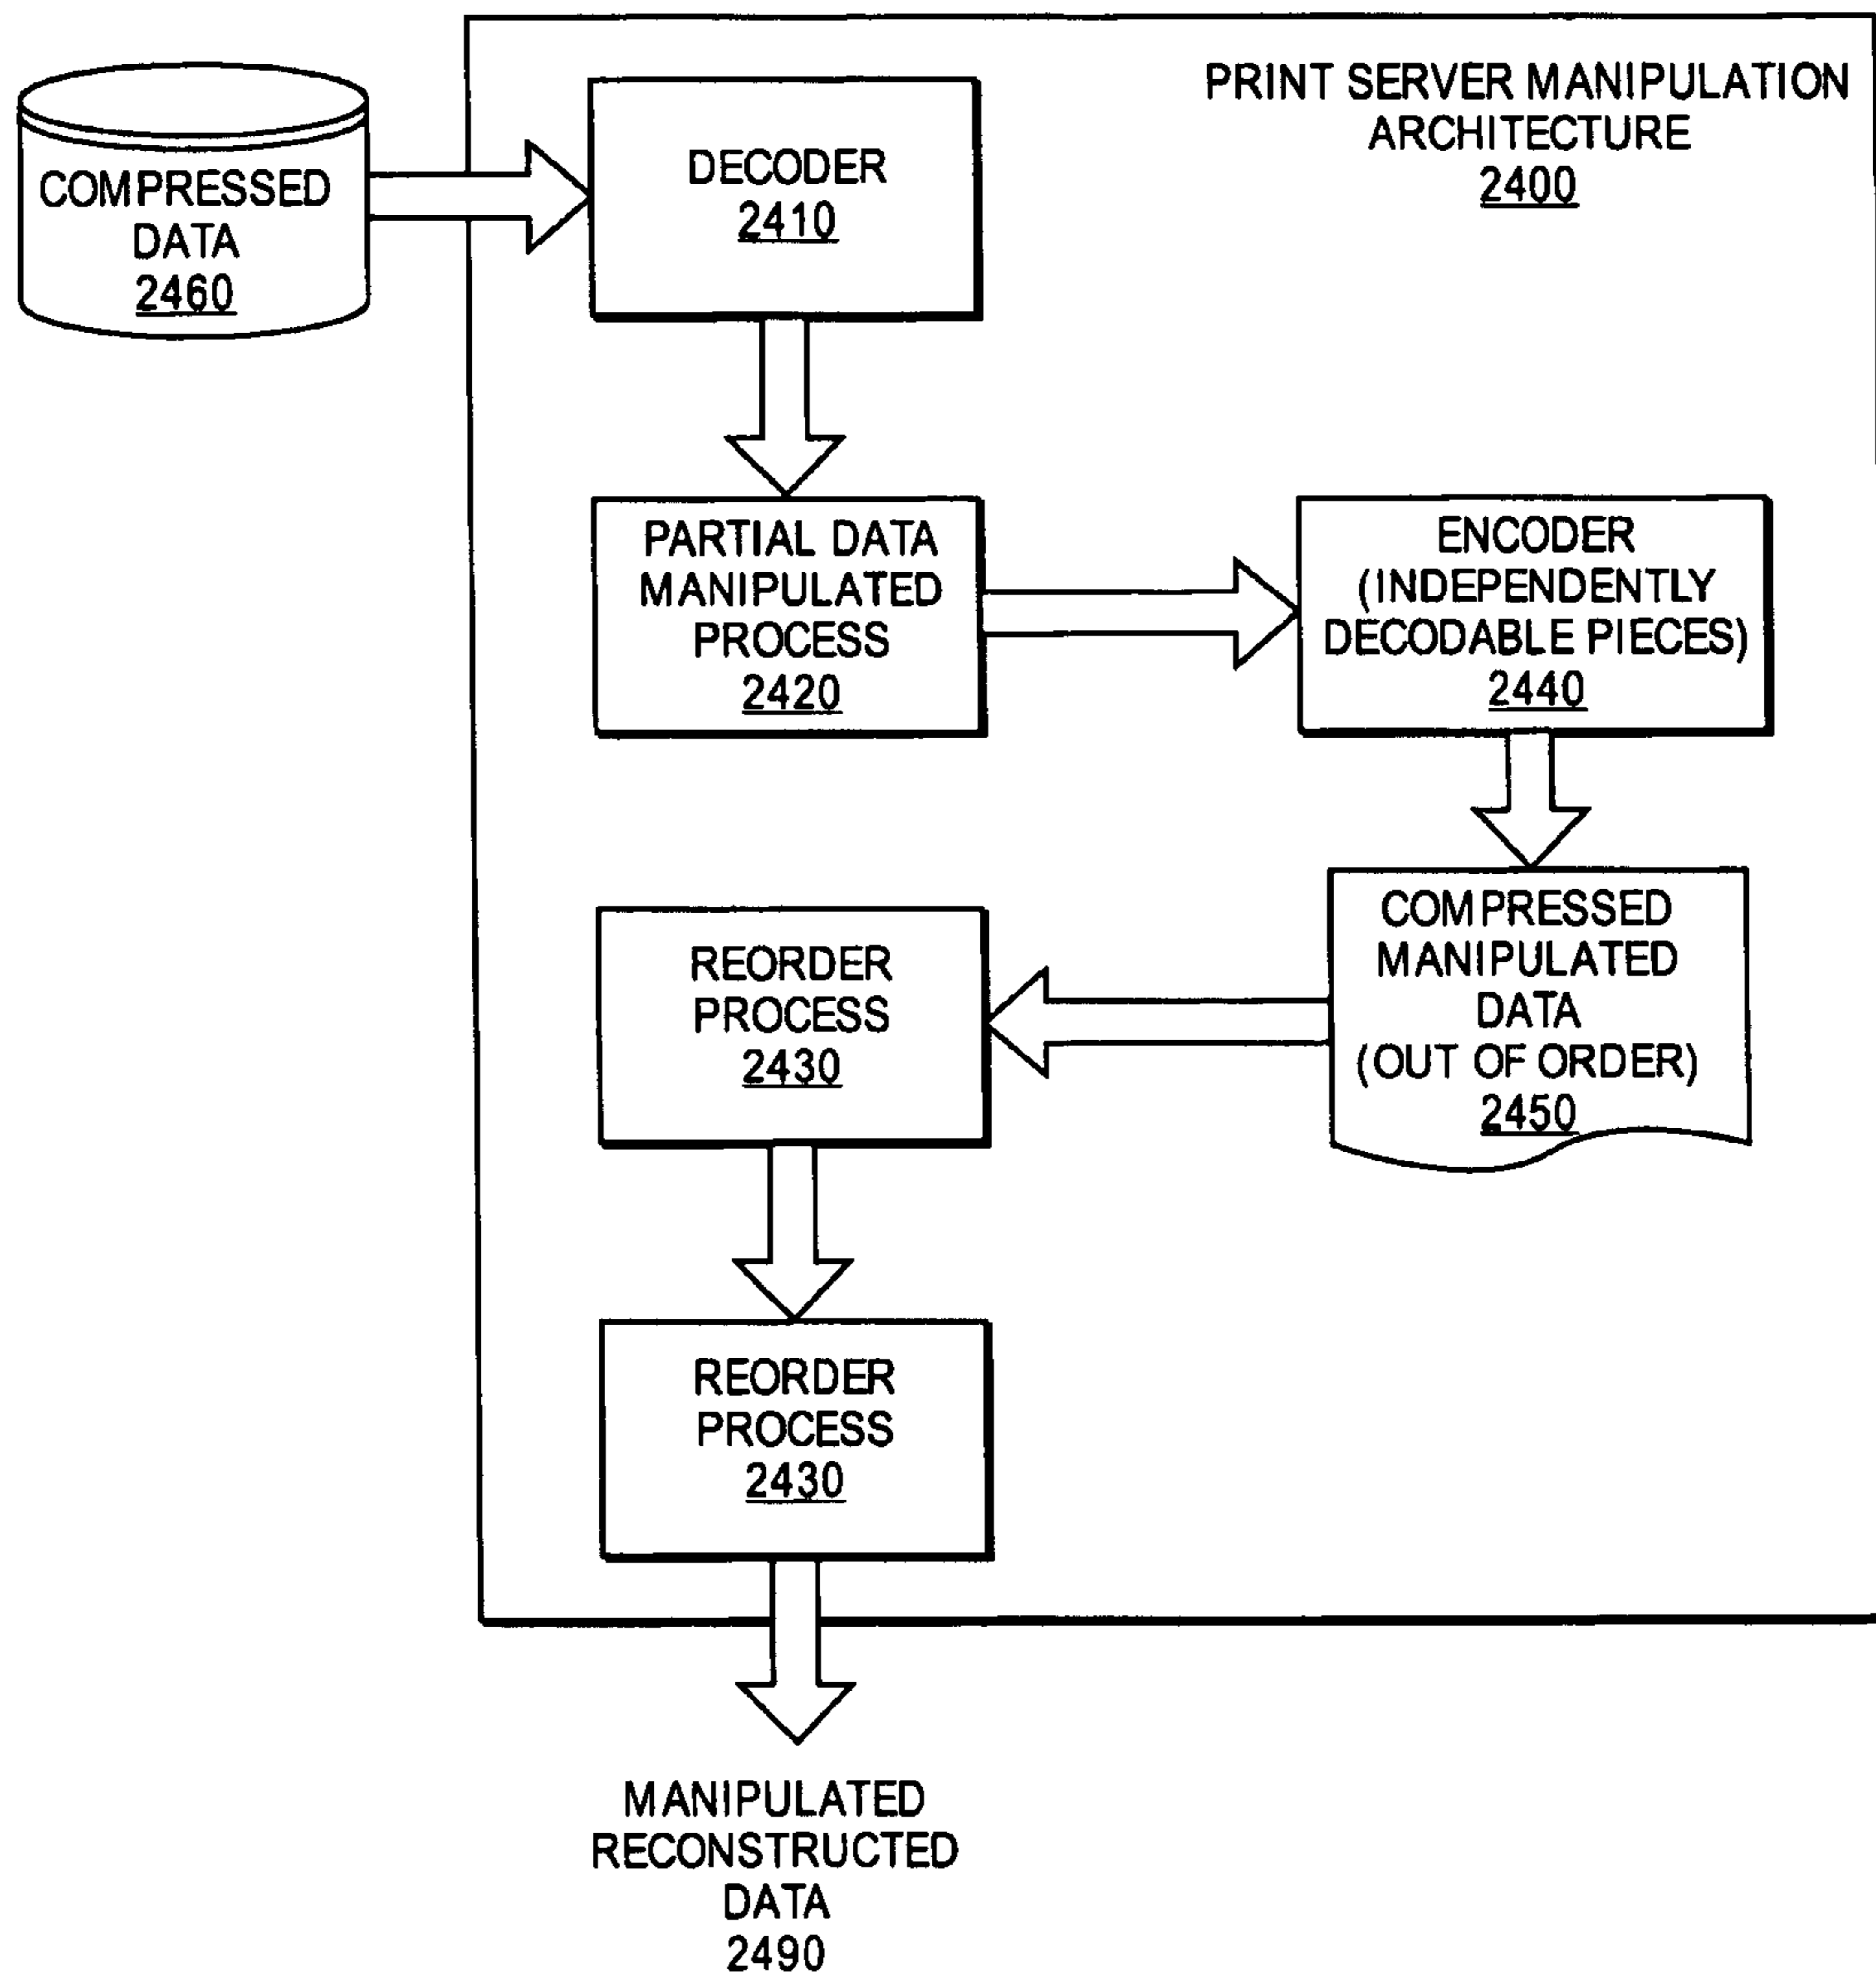 PRINT SERVER MANIPULATION
ARCHITECTURE
2400
COMPRESSED
DATA
2460
DECODER
2410
PARTIAL DATA
MANIPULATED
PROCESS
2420
ENCODER
(INDEPENDENTLY
DECODABLE PIECES)
2440
COMPRESSED
MANIPULATED
DATA
(OUT OF ORDER)
2450
REORDER
PROCESS
2430
REORDER
PROCESS
2430
MANIPULATED
RECONSTRUCTED
DATA
2490